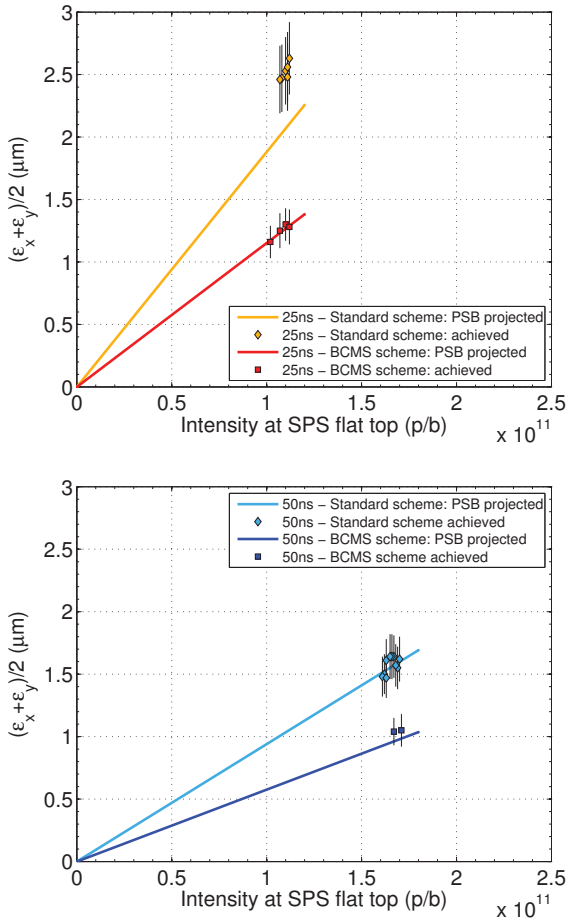 3
2.5
2
1.5
1
0.5
0
(εx+εy)/2 (μm)
25ns − Standard scheme: PSB projected
25ns − Standard scheme: achieved
25ns − BCMS scheme: PSB projected
25ns − BCMS scheme: achieved
0 0.5 1 1.5 2 2.5
Intensity at SPS flat top (p/b)
x 10^11
3
2.5
2
1.5
1
0.5
0
(εx+εy)/2 (μm)
50ns − Standard scheme: PSB projected
50ns − Standard scheme achieved
50ns − BCMS scheme: PSB projected
50ns − BCMS scheme achieved
0 0.5 1 1.5 2 2.5
Intensity at SPS flat top (p/b)
x 10^11